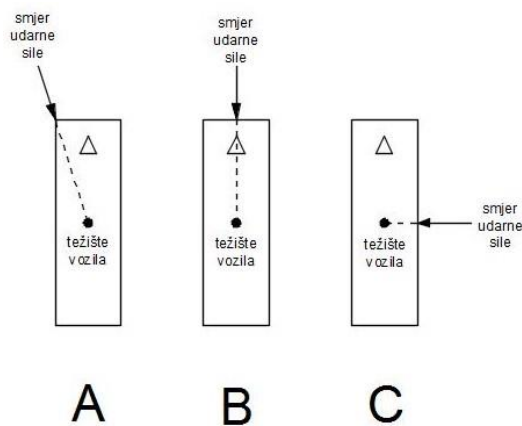 smjer
udarne
sile
smjer
udarne
sile
težište
vozila
težište
vozila
težište
vozila
smjer
udarne
sile
A
B
C